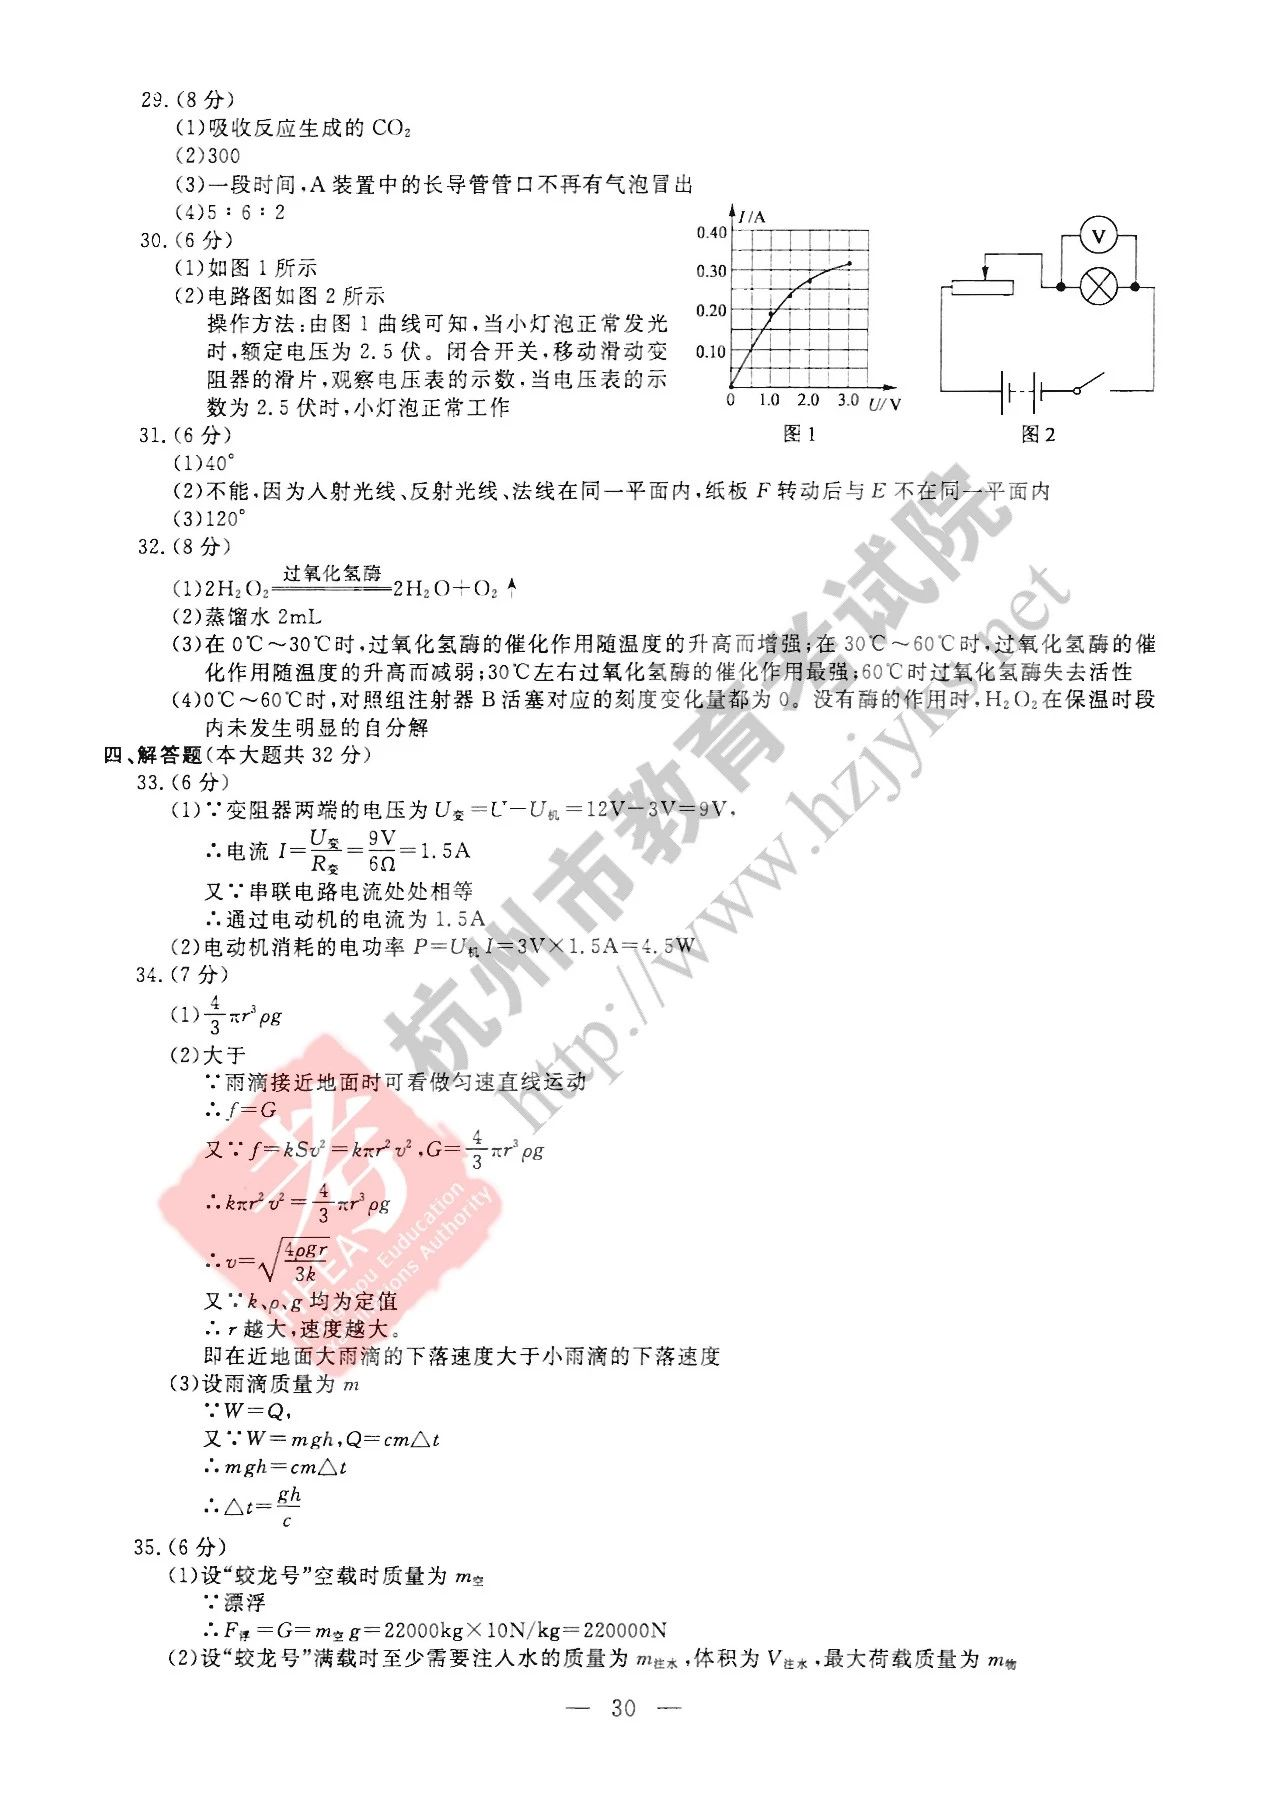 29.(8 分)
(1)吸收反应生成的 CO₂
(2)300
(3)一段时间,A 装置中的长导管管口不再有气泡冒出
(4)5∶6∶2
30.(6 分)
(1)如图 1 所示
(2)电路图如图 2 所示
操作方法:由图 1 曲线可知,当小灯泡正常发光
时,额定电压为 2.5 伏。闭合开关,移动滑动变
阻器的滑片,观察电压表的示数,当电压表的示
数为 2.5 伏时,小灯泡正常工作
I/A
0.40
0.30
0.20
0.10
0 1.0 2.0 3.0 U/V
图 1
V
图 2
31.(6 分)
(1)40°
(2)不能,因为入射光线、反射光线、法线在同一平面内,纸板 F 转动后与 E 不在同一平面内
(3)120°
32.(8 分)
(1)2H₂O₂ 过氧化氢酶 2H₂O+O₂↑
(2)蒸馏水 2mL
(3)在 0℃～30℃时,过氧化氢酶的催化作用随温度的升高而增强;在 30℃～60℃时,过氧化氢酶的催
化作用随温度的升高而减弱;30℃左右过氧化氢酶的催化作用最强;60℃时过氧化氢酶失去活性
(4)0℃～60℃时,对照组注射器 B 活塞对应的刻度变化量都为 0。没有酶的作用时,H₂O₂在保温时段
内未发生明显的自分解
四、解答题(本大题共 32 分)
33.(6 分)
(1)∵变阻器两端的电压为 U变=U−U机=12V−3V=9V,
∴电流 I=U变/R变=9V/6Ω=1.5A
又∵串联电路电流处处相等
∴通过电动机的电流为 1.5A
(2)电动机消耗的电功率 P=U机I=3V×1.5A=4.5W
34.(7 分)
(1)4/3πr³ρg
(2)大于
∵雨滴接近地面时可看做匀速直线运动
∴f=G
又∵f=kSv²=kπr²v²,G=4/3πr³ρg
∴kπr²v²=4/3πr³ρg
∴v=√(4ρgr/3k)
又∵k、ρ、g 均为定值
∴r 越大,速度越大。
即在近地面大雨滴的下落速度大于小雨滴的下落速度
(3)设雨滴质量为 m
∵W=Q,
又∵W=mgh,Q=cm△t
∴mgh=cm△t
∴△t=gh/c
35.(6 分)
(1)设“蛟龙号”空载时质量为 m空
∵漂浮
∴F浮=G=m空g=22000kg×10N/kg=220000N
(2)设“蛟龙号”满载时至少需要注入水的质量为 m注水,体积为 V注水,最大荷载质量为 m物
— 30 —
杭州市教育考试院
http://www.hzjyks.net
考
HEEA
Euducation
Authority